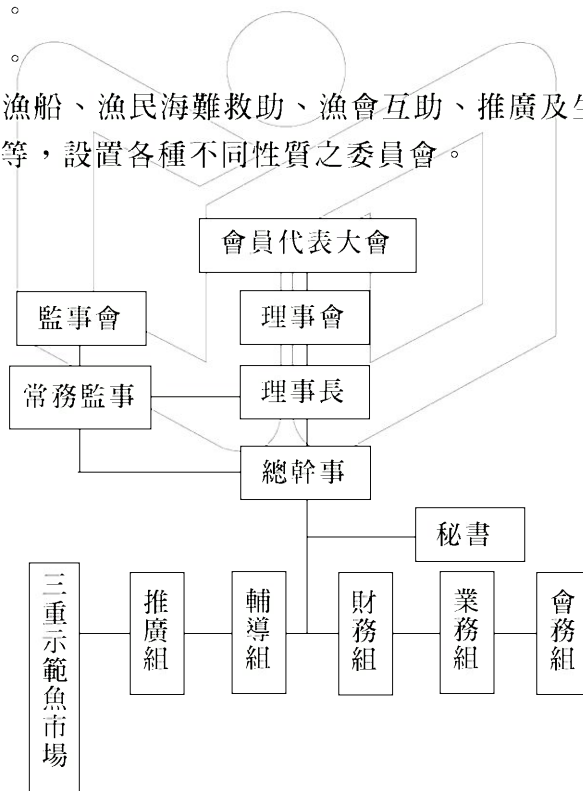 。
。
漁船、漁民海難救助、漁會互助、推廣及
等，設置各種不同性質之委員會。
會員代表大會
監事會
理事會
常務監事
理事長
總幹事
秘書
三重示範魚市場
推廣組
輔導組
財務組
業務組
會務組